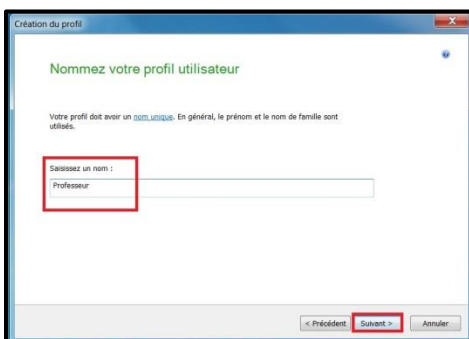 Création du profil
Nommez votre profil utilisateur
Votre profil doit avoir un nom unique. En général, le prénom et le nom de famille sont
utilisés.
Saisissez un nom :
Professeur
< Précédent Suivant > Annuler